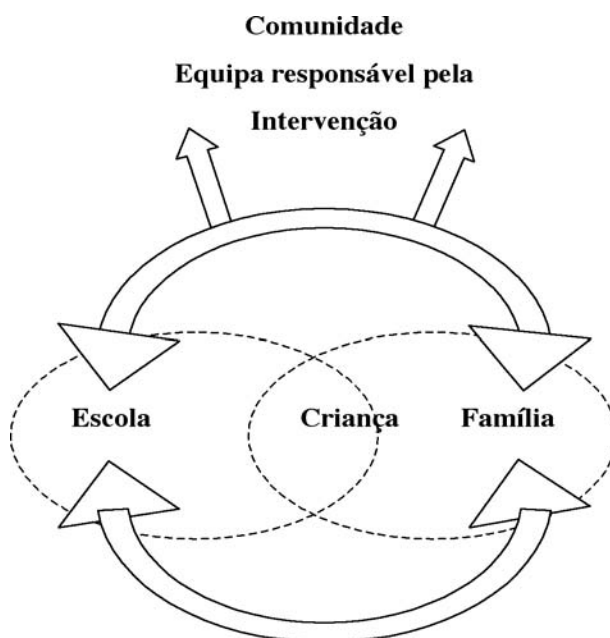 Comunidade
Equipa responsável pela
Intervenção
Escola
Criança
Família